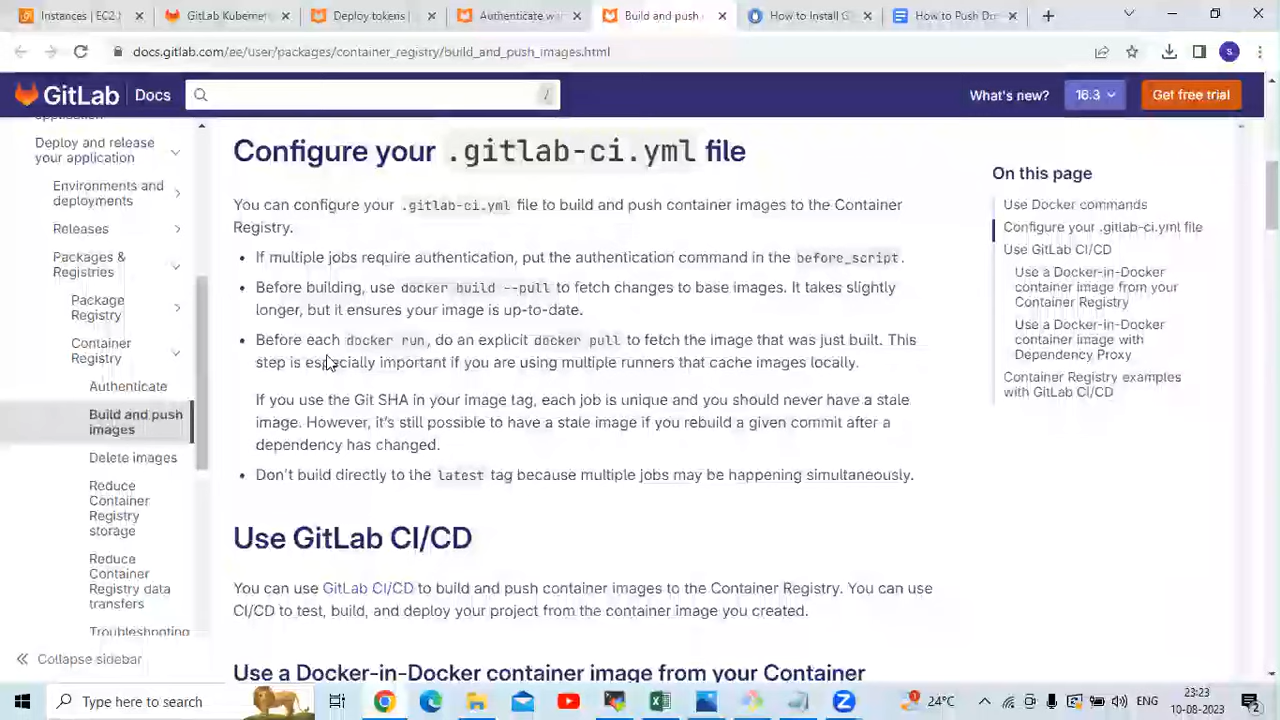 Instances | EC2
GitLab Kuberne
Deploy tokens
Authenticate wi
Build and push
How to Install G
How to Push Do
docs.gitlab.com/ee/user/packages/container_registry/build_and_push_images.html
S
GitLab Docs
/
What's new?
16.3
Get free trial
Deploy and release
your application
Environments and
deployments
Releases
Packages &
Registries
Package
Registry
Container
Registry
Authenticate
Build and push
images
Delete images
Reduce
Container
Registry
storage
Reduce
Container
Registry data
transfers
Troubleshooting
Collapse sidebar
Configure your .gitlab-ci.yml file
You can configure your .gitlab-ci.yml file to build and push container images to the Container
Registry.
• If multiple jobs require authentication, put the authentication command in the before_script.
• Before building, use docker build --pull to fetch changes to base images. It takes slightly
longer, but it ensures your image is up-to-date.
• Before each docker run, do an explicit docker pull to fetch the image that was just built. This
step is especially important if you are using multiple runners that cache images locally.
If you use the Git SHA in your image tag, each job is unique and you should never have a stale
image. However, it's still possible to have a stale image if you rebuild a given commit after a
dependency has changed.
• Don't build directly to the latest tag because multiple jobs may be happening simultaneously.
Use GitLab CI/CD
You can use GitLab CI/CD to build and push container images to the Container Registry. You can use
CI/CD to test, build, and deploy your project from the container image you created.
Use a Docker-in-Docker container image from your Container
On this page
Use Docker commands
Configure your .gitlab-ci.yml file
Use GitLab CI/CD
Use a Docker-in-Docker
container image from your
Container Registry
Use a Docker-in-Docker
container image with
Dependency Proxy
Container Registry examples
with GitLab CI/CD
Type here to search
24°C
ENG
23:23
10-08-2023
2